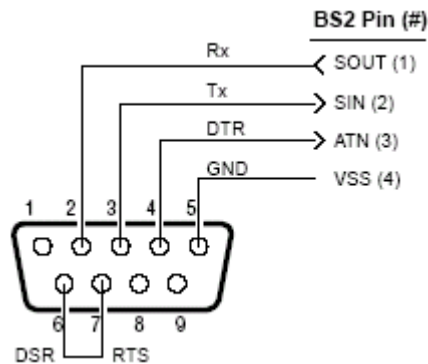 BS2 Pin (#)
Rx
SOUT (1)
Tx
SIN (2)
DTR
ATN (3)
GND
VSS (4)
1 2 3 4 5
6 7 8 9
DSR RTS